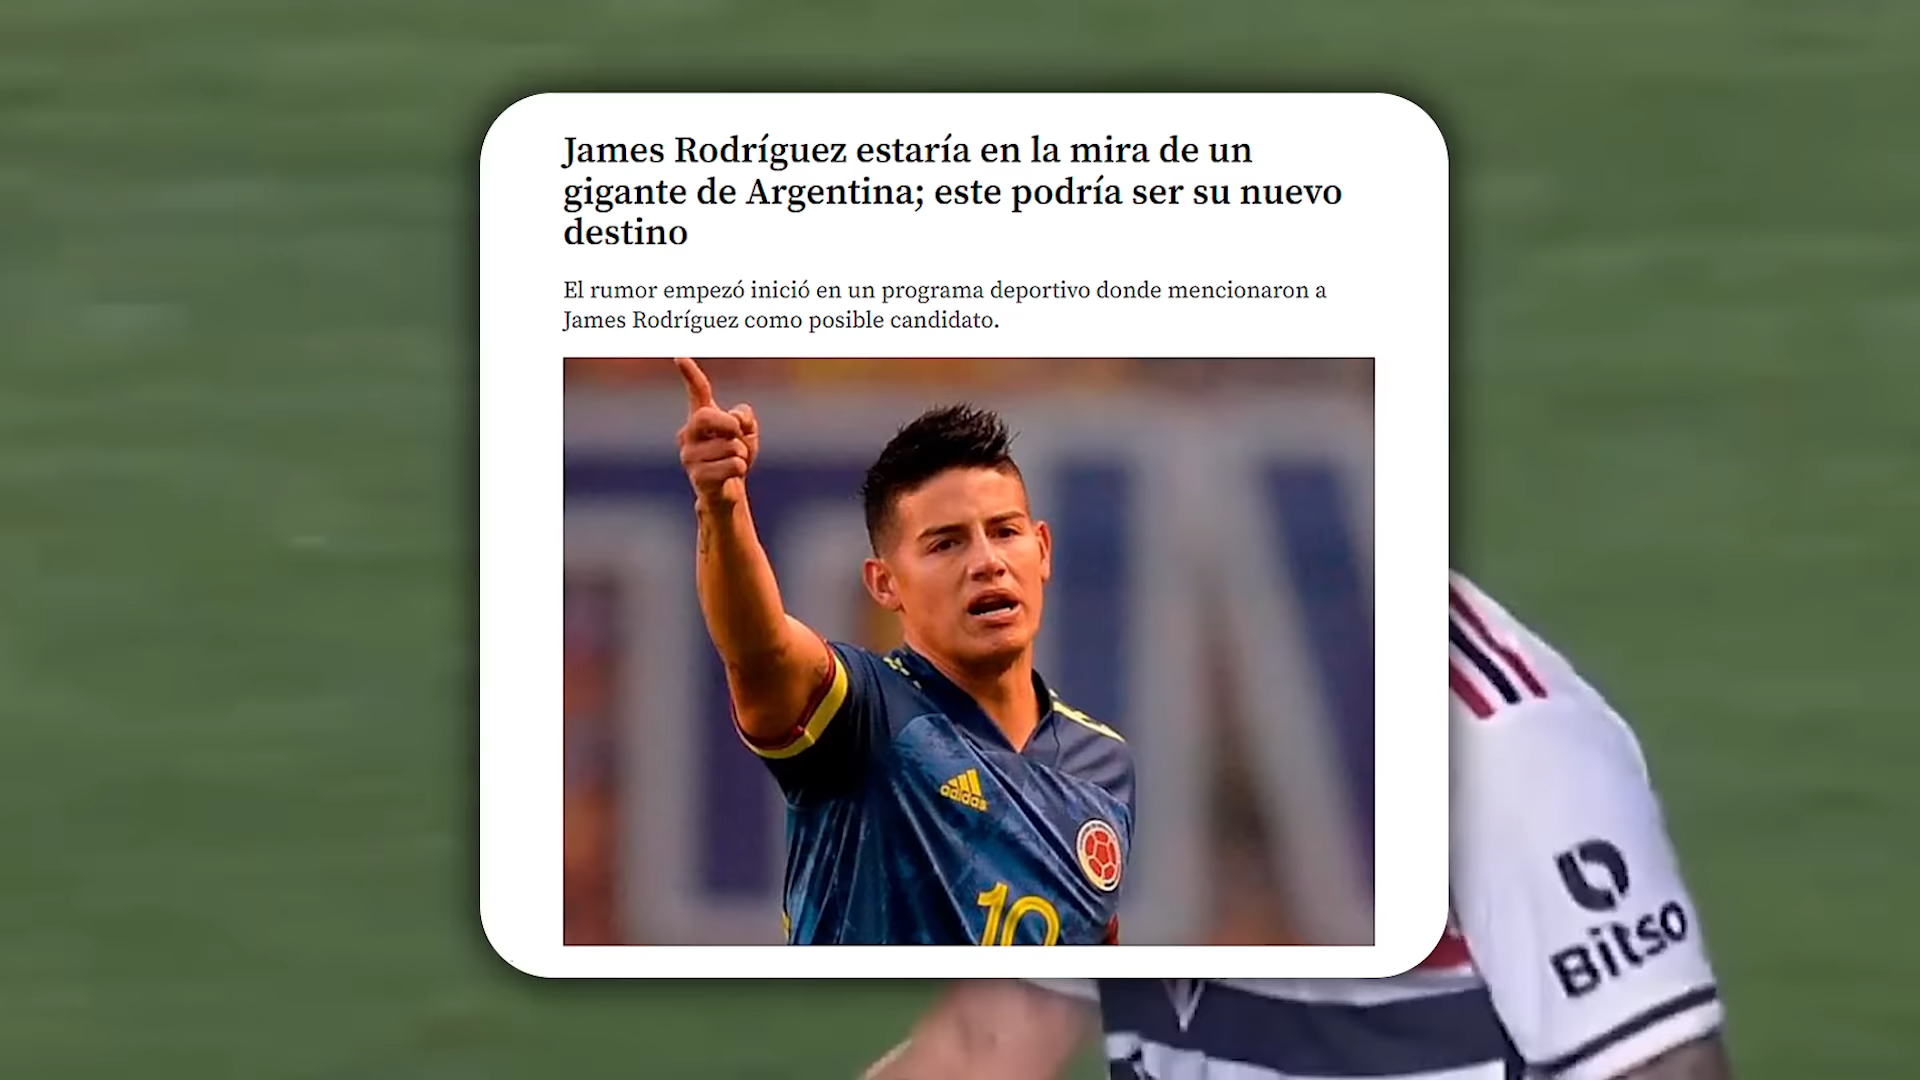 James Rodríguez estaría en la mira de un
gigante de Argentina; este podría ser su nuevo
destino
El rumor empezó inició en un programa deportivo donde mencionaron a
James Rodríguez como posible candidato.
adidas
10
Bitso